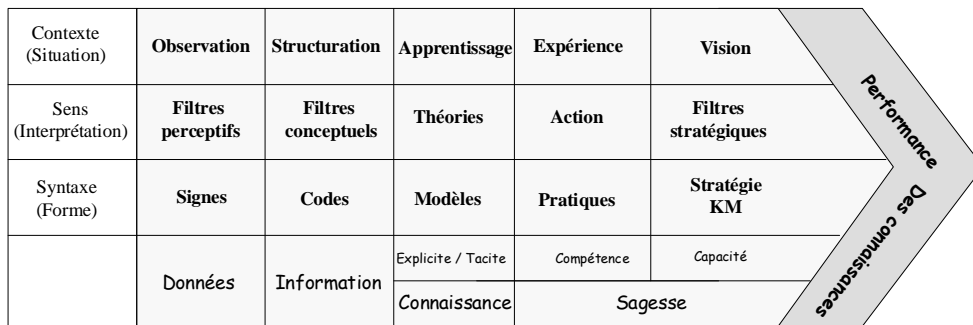 Contexte
(Situation)
Observation
Structuration
Apprentissage
Expérience
Vision
Sens
(Interprétation)
Filtres
perceptifs
Filtres
conceptuels
Théories
Action
Filtres
stratégiques
Syntaxe
(Forme)
Signes
Codes
Modèles
Pratiques
Stratégie
KM
Données
Information
Explicite / Tacite
Compétence
Capacité
Connaissance
Sagesse
Performance
Des connaissances